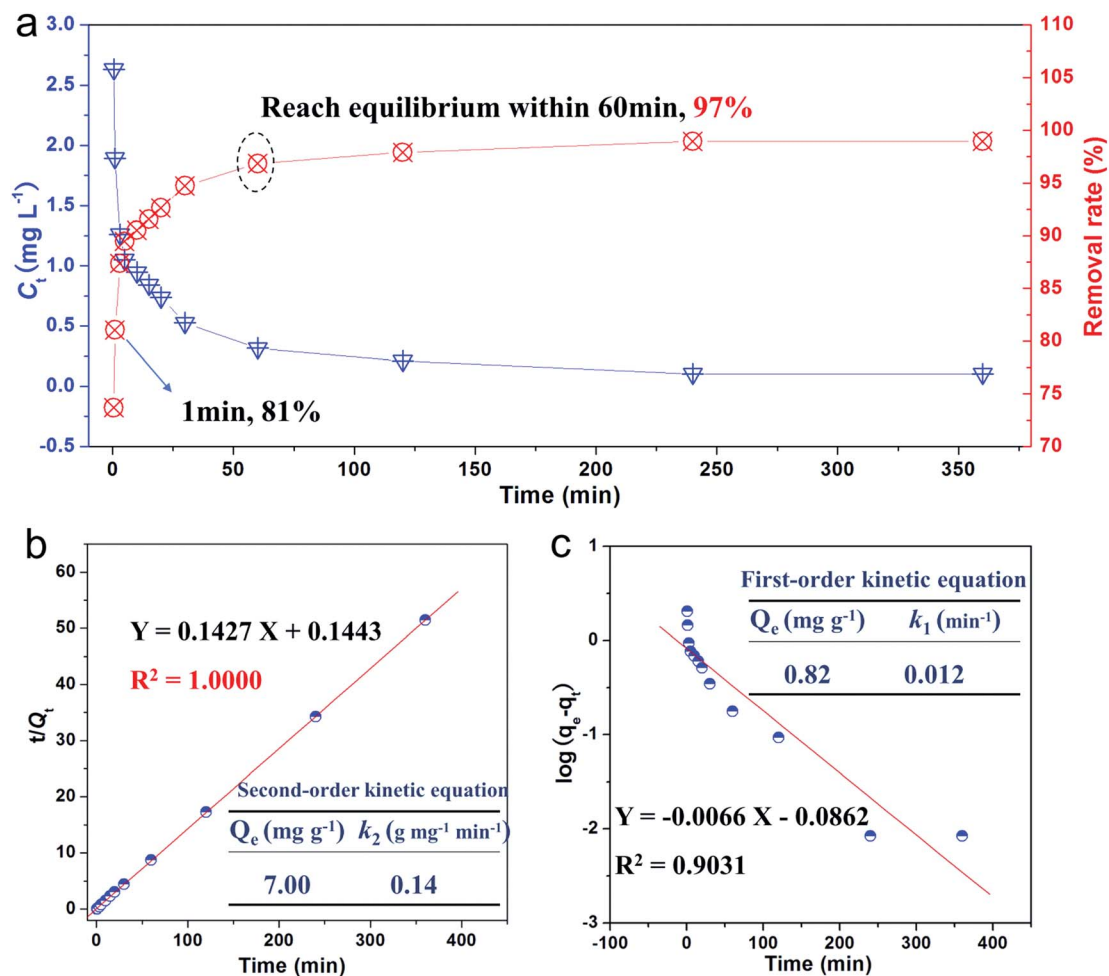 a
3.0
2.5
2.0
1.5
1.0
0.5
0.0
-0.5
C_t (mg L⁻¹)
110
105
100
95
90
85
80
75
70
Removal rate (%)
Reach equilibrium within 60min, 97%
1min, 81%
0 50 100 150 200 250 300 350
Time (min)
b
60
50
40
30
20
10
0
t/Q_t
Y = 0.1427 X + 0.1443
R² = 1.0000
Second-order kinetic equation
Q_e (mg g⁻¹) k_2 (g mg⁻¹ min⁻¹)
7.00 0.14
0 100 200 300 400
Time (min)
c
1
0
-1
-2
-3
log (q_e-q_t)
First-order kinetic equation
Q_e (mg g⁻¹) k_1 (min⁻¹)
0.82 0.012
Y = -0.0066 X - 0.0862
R² = 0.9031
-100 0 100 200 300 400
Time (min)